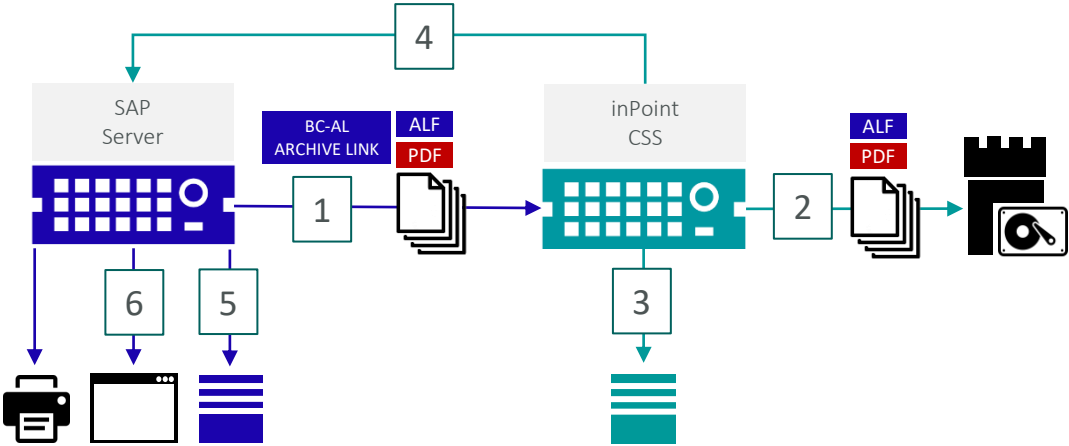 4
SAP
Server
inPoint
CSS
BC-AL
ARCHIVE LINK
ALF
PDF
ALF
PDF
1
2
6
5
3